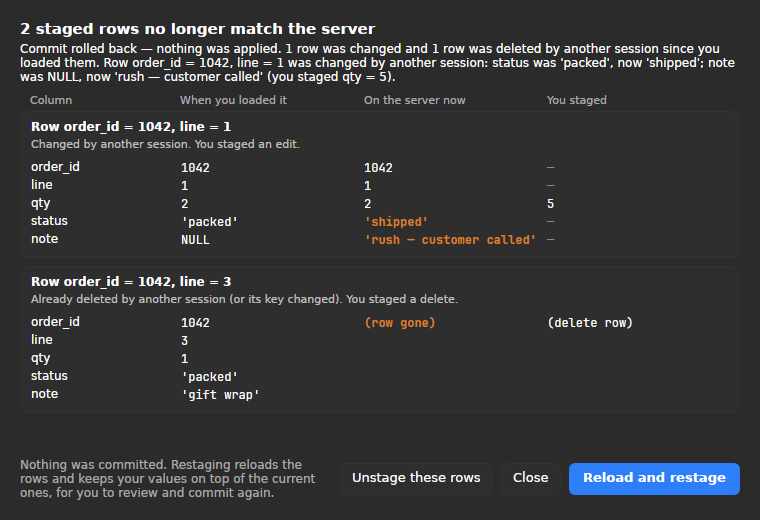 2 staged rows no longer match the server
Commit rolled back — nothing was applied. 1 row was changed and 1 row was deleted by another session since you
loaded them. Row order_id = 1042, line = 1 was changed by another session: status was 'packed', now 'shipped'; note
was NULL, now 'rush — customer called' (you staged qty = 5).
Column When you loaded it On the server now You staged
Row order_id = 1042, line = 1
Changed by another session. You staged an edit.
order_id 1042 1042 —
line 1 1 —
qty 2 2 5
status 'packed' 'shipped' —
note NULL 'rush — customer called' —
Row order_id = 1042, line = 3
Already deleted by another session (or its key changed). You staged a delete.
order_id 1042 (row gone) (delete row)
line 3
qty 1
status 'packed'
note 'gift wrap'
Nothing was committed. Restaging reloads the
rows and keeps your values on top of the current
ones, for you to review and commit again.
Unstage these rows Close Reload and restage